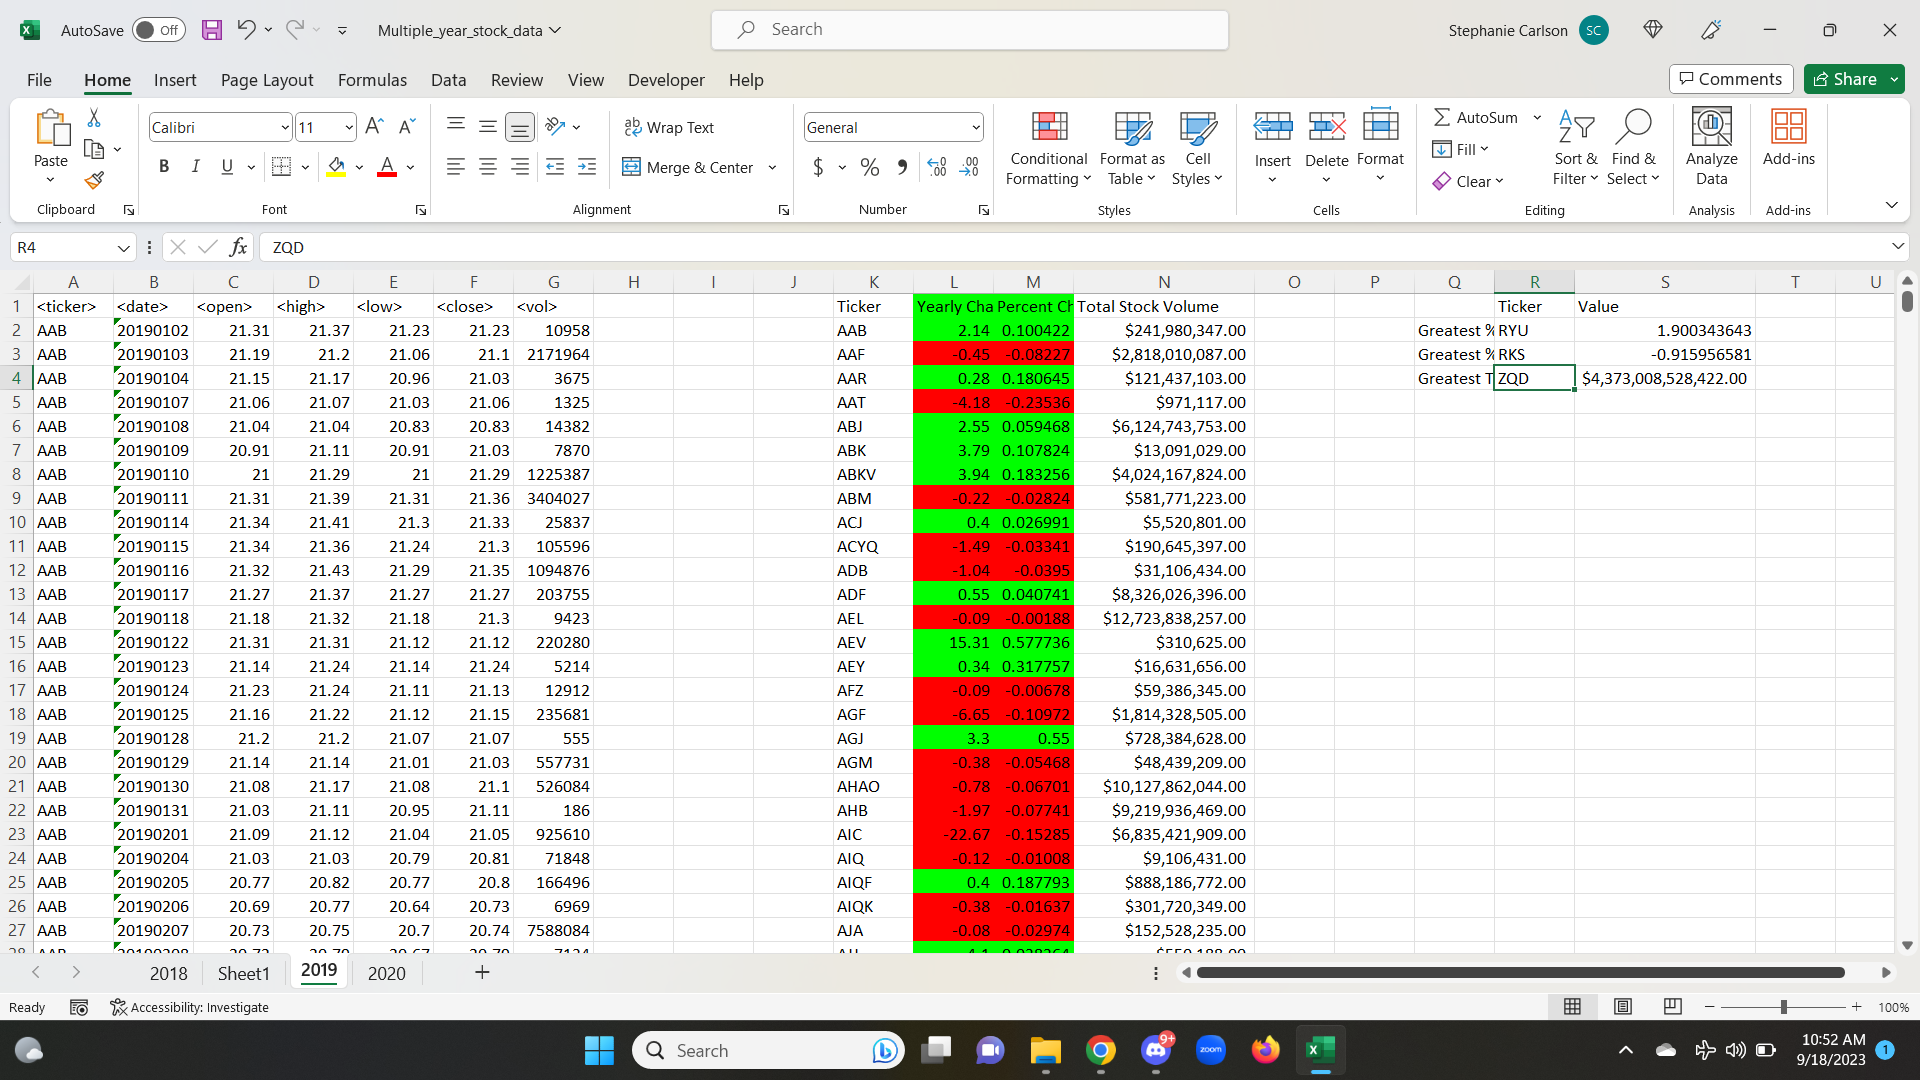 AutoSave Off Multiple_year_stock_data Search Stephanie Carlson SC
File Home Insert Page Layout Formulas Data Review View Developer Help Comments Share
Paste Calibri 11 Wrap Text General Conditional Formatting Format as Table Cell Styles Insert Delete Format AutoSum Sort & Filter Find & Select Analyze Data Add-ins
B I U Merge & Center $ % Fill
Clear
Clipboard Font Alignment Number Styles Cells Editing Analysis Add-ins
R4 fx ZQD
A B C D E F G H I J K L M N O P Q R S T U
1 <ticker> <date> <open> <high> <low> <close> <vol> Ticker Yearly Cha Percent Ch Total Stock Volume Ticker Value
2 AAB 20190102 21.31 21.37 21.23 21.23 10958 AAB 2.14 0.100422 $241,980,347.00 Greatest % RYU 1.900343643
3 AAB 20190103 21.19 21.2 21.06 21.1 2171964 AAF -0.45 -0.08227 $2,818,010,087.00 Greatest % RKS -0.915956581
4 AAB 20190104 21.15 21.17 20.96 21.03 3675 AAR 0.28 0.180645 $121,437,103.00 Greatest T ZQD $4,373,008,528,422.00
5 AAB 20190107 21.06 21.07 21.03 21.06 1325 AAT -4.18 -0.23536 $971,117.00
6 AAB 20190108 21.04 21.04 20.83 20.83 14382 ABJ 2.55 0.059468 $6,124,743,753.00
7 AAB 20190109 20.91 21.11 20.91 21.03 7870 ABK 3.79 0.107824 $13,091,029.00
8 AAB 20190110 21 21.29 21 21.29 1225387 ABKV 3.94 0.183256 $4,024,167,824.00
9 AAB 20190111 21.31 21.39 21.31 21.36 3404027 ABM -0.22 -0.02824 $581,771,223.00
10 AAB 20190114 21.34 21.41 21.3 21.33 25837 ACJ 0.4 0.026991 $5,520,801.00
11 AAB 20190115 21.34 21.36 21.24 21.3 105596 ACYQ -1.49 -0.03341 $190,645,397.00
12 AAB 20190116 21.32 21.43 21.29 21.35 1094876 ADB -1.04 -0.0395 $31,106,434.00
13 AAB 20190117 21.27 21.37 21.27 21.27 203755 ADF 0.55 0.040741 $8,326,026,396.00
14 AAB 20190118 21.18 21.32 21.18 21.3 9423 AEL -0.09 -0.00188 $12,723,838,257.00
15 AAB 20190122 21.31 21.31 21.12 21.12 220280 AEV 15.31 0.577736 $310,625.00
16 AAB 20190123 21.14 21.24 21.14 21.24 5214 AEY 0.34 0.317757 $16,631,656.00
17 AAB 20190124 21.23 21.24 21.11 21.13 12912 AFZ -0.09 -0.00678 $59,386,345.00
18 AAB 20190125 21.16 21.22 21.12 21.15 235681 AGF -6.65 -0.10972 $1,814,328,505.00
19 AAB 20190128 21.2 21.2 21.07 21.07 555 AGJ 3.3 0.55 $728,384,628.00
20 AAB 20190129 21.14 21.14 21.01 21.03 557731 AGM -0.38 -0.05468 $48,439,209.00
21 AAB 20190130 21.08 21.17 21.08 21.1 526084 AHAO -0.78 -0.06701 $10,127,862,044.00
22 AAB 20190131 21.03 21.11 20.95 21.11 186 AHB -1.97 -0.07741 $9,219,936,469.00
23 AAB 20190201 21.09 21.12 21.04 21.05 925610 AIC -22.67 -0.15285 $6,835,421,909.00
24 AAB 20190204 21.03 21.03 20.79 20.81 71848 AIQ -0.12 -0.01008 $9,106,431.00
25 AAB 20190205 20.77 20.82 20.77 20.8 166496 AIQF 0.4 0.187793 $888,186,772.00
26 AAB 20190206 20.69 20.77 20.64 20.73 6969 AIQK -0.38 -0.01637 $301,720,349.00
27 AAB 20190207 20.73 20.75 20.7 20.74 7588084 AJA -0.08 -0.02974 $152,528,235.00
2018 Sheet1 2019 2020
Ready Accessibility: Investigate 100%
Search zoom 9+ 10:52 AM
9/18/2023 1